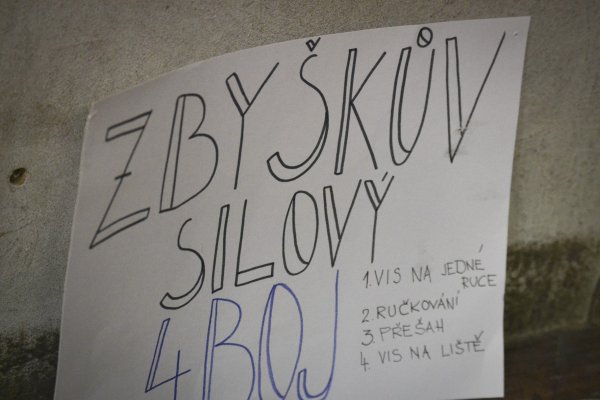 ZBYŠKŮV
SILOVÝ
4BOJ
1. VIS NA JEDNÉ
RUCE
2. RUČKOVÁNÍ
3. PŘEŠAH
4. VIS NA LIŠTĚ